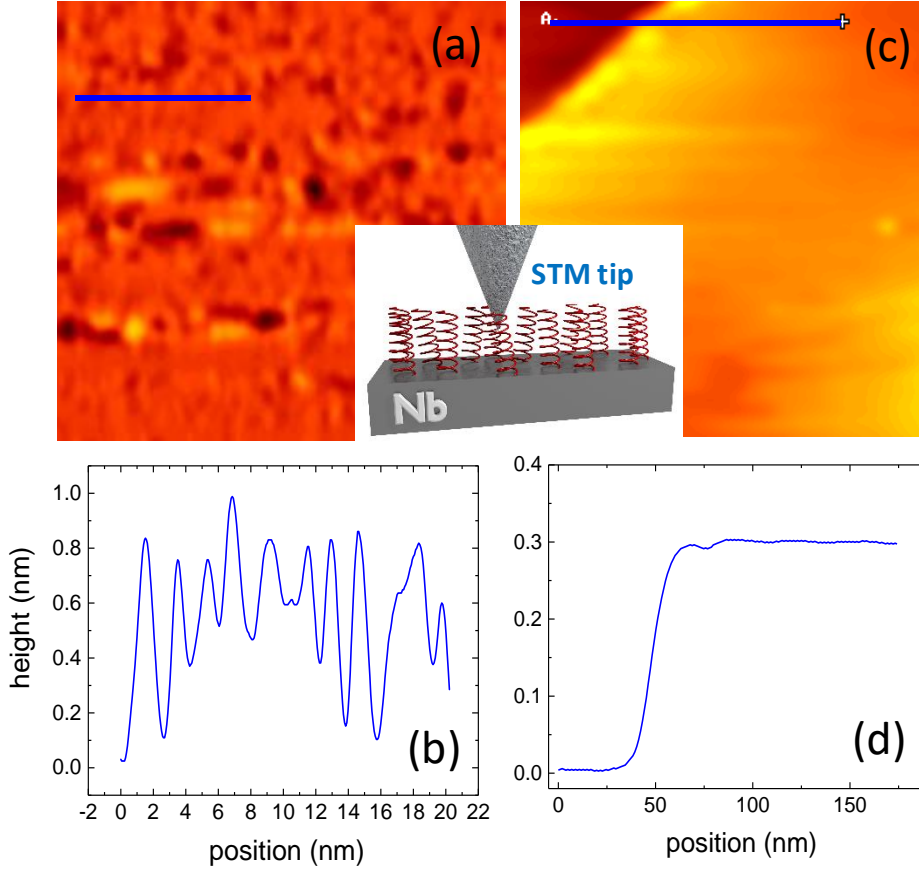 (a)
A
(c)
STM tip
Nb
1.0
0.8
0.6
0.4
0.2
0.0
height (nm)
-2 0 2 4 6 8 10 12 14 16 18 20 22
position (nm)
(b)
0.4
0.3
0.2
0.1
0.0
0 50 100 150
position (nm)
(d)